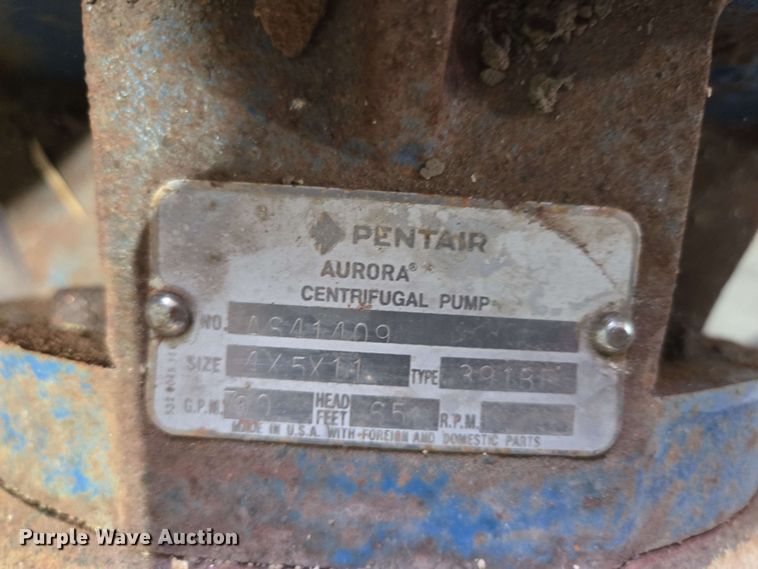 PENTAIR
AURORA®
CENTRIFUGAL PUMP
NO. AS41409
SIZE 4X5X11 TYPE
G.P.M. HEAD FEET 65 R.P.M.
MADE IN U.S.A. WITH FOREIGN AND DOMESTIC PARTS
Purple Wave Auction®